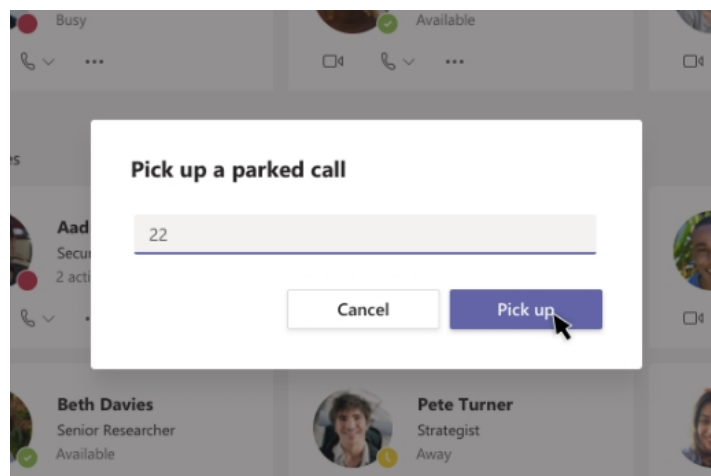 Busy
Available
Pick up a parked call
22
Cancel
Pick up
Beth Davies
Senior Researcher
Available
Pete Turner
Strategist
Away